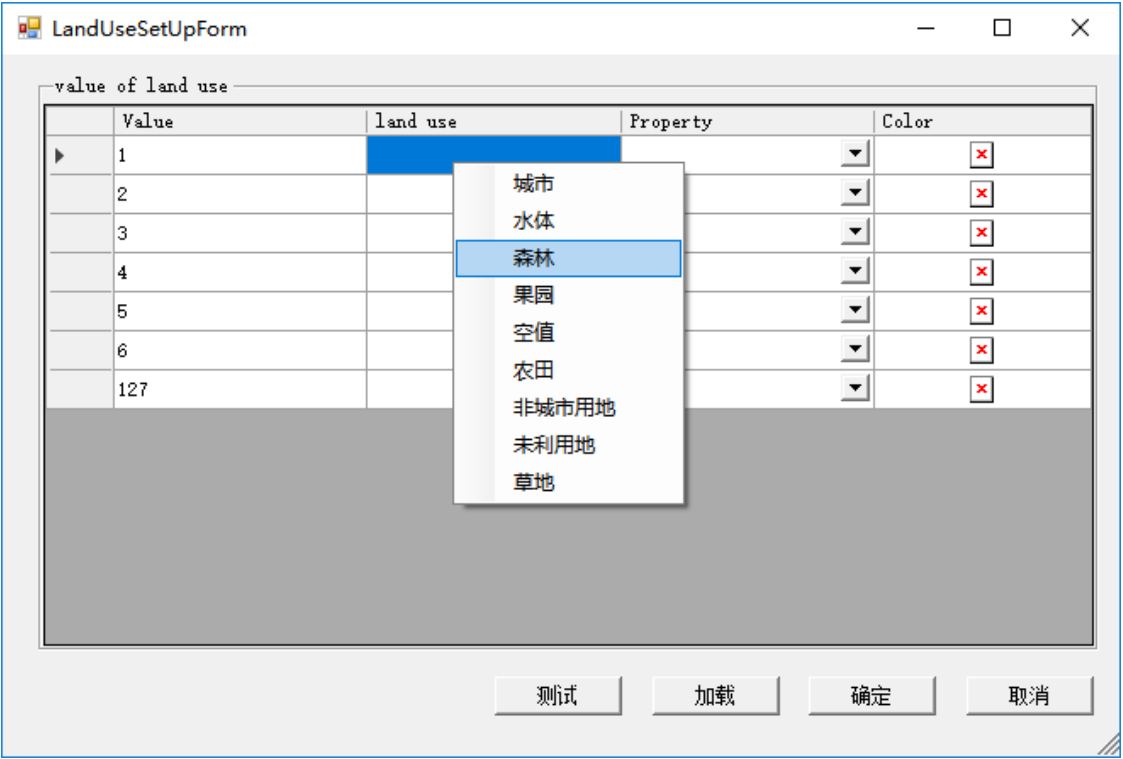 LandUseSetUpForm
value of land use
Value land use Property Color
1
2
3
4
5
6
127
城市
水体
森林
果园
空值
农田
非城市用地
未利用地
草地
测试 加载 确定 取消